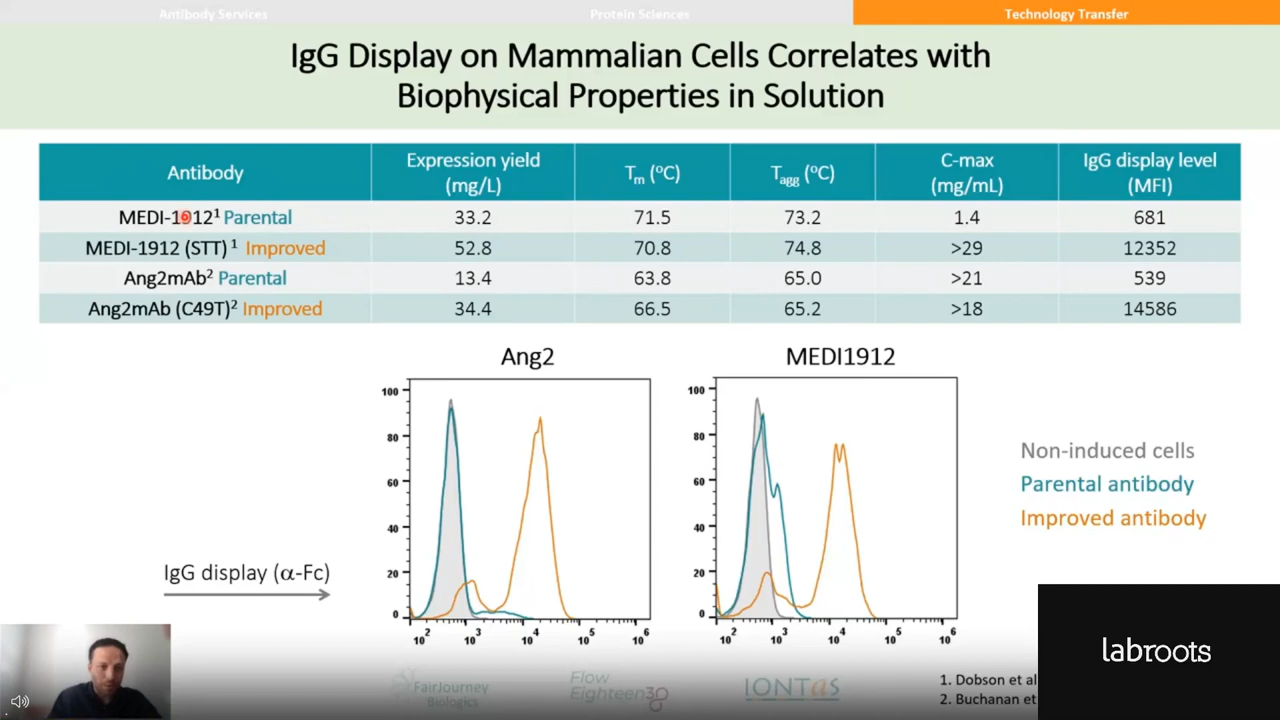 Antibody Services
Protein Sciences
Technology Transfer
IgG Display on Mammalian Cells Correlates with
Biophysical Properties in Solution
Antibody Expression yield (mg/L) Tm (°C) Tagg (°C) C-max (mg/mL) IgG display level (MFI)
MEDI-1912¹ Parental 33.2 71.5 73.2 1.4 681
MEDI-1912 (STT) ¹ Improved 52.8 70.8 74.8 >29 12352
Ang2mAb² Parental 13.4 63.8 65.0 >21 539
Ang2mAb (C49T)² Improved 34.4 66.5 65.2 >18 14586
Ang2
MEDI1912
100
80
60
40
20
0
10² 10³ 10⁴ 10⁵ 10⁶
100
80
60
40
20
0
10² 10³ 10⁴ 10⁵ 10⁶
Non-induced cells
Parental antibody
Improved antibody
IgG display (α-Fc)
labroots
FairJourney
Biologics
Flow
Eighteen38
IONTAS
1. Dobson et al
2. Buchanan et